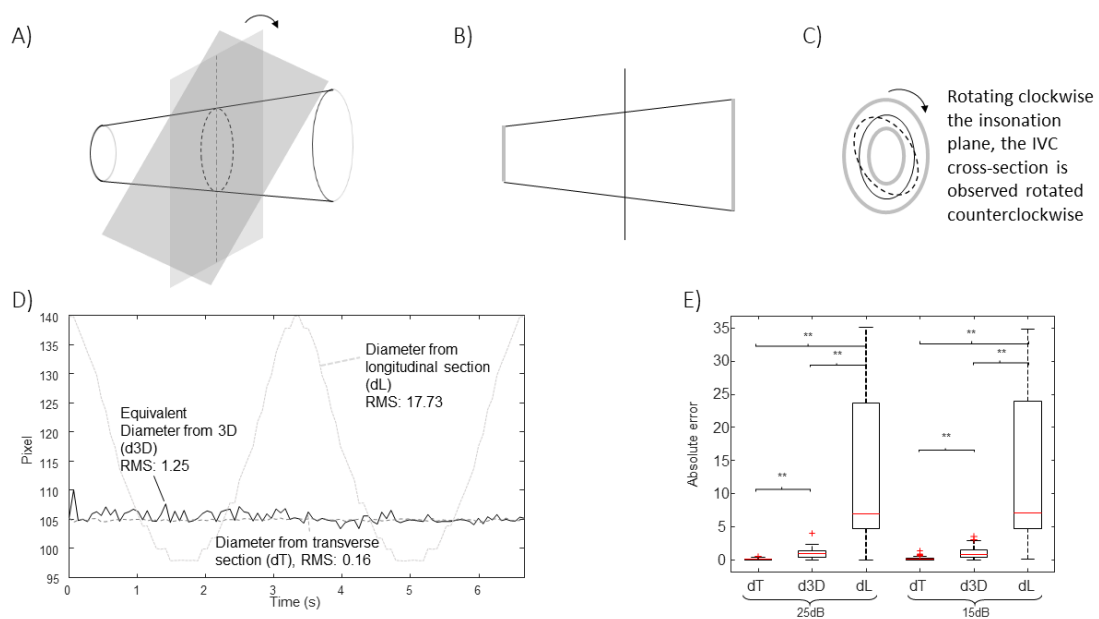 A)
B)
C)
Rotating clockwise
the insonation
plane, the IVC
cross-section is
observed rotated
counterclockwise
D)
140
135
130
125
120
115
110
105
100
95
Pixel
0
1
2
3
4
5
6
Time (s)
Diameter from
longitudinal section
(dL)
RMS: 17.73
Equivalent
Diameter from 3D
(d3D)
RMS: 1.25
Diameter from transverse
section (dT), RMS: 0.16
E)
35
30
25
20
15
10
5
0
Absolute error
**
**
**
**
**
**
dT
d3D
dL
dT
d3D
dL
25dB
15dB